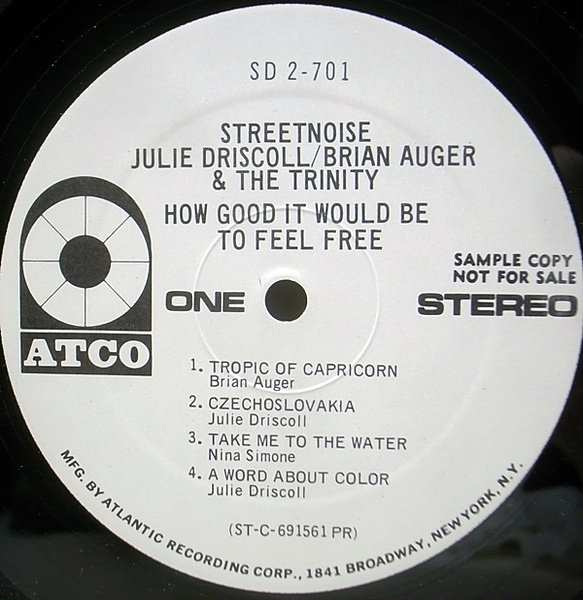 SD 2-701
STREETNOISE
JULIE DRISCOLL/BRIAN AUGER
& THE TRINITY
HOW GOOD IT WOULD BE
TO FEEL FREE
SAMPLE COPY
NOT FOR SALE
ONE
STEREO
ATCO
1. TROPIC OF CAPRICORN
Brian Auger
2. CZECHOSLOVAKIA
Julie Driscoll
3. TAKE ME TO THE WATER
Nina Simone
4. A WORD ABOUT COLOR
Julie Driscoll
(ST-C-691561 PR)
MFG. BY ATLANTIC RECORDING CORP., 1841 BROADWAY, NEW YORK, N.Y.